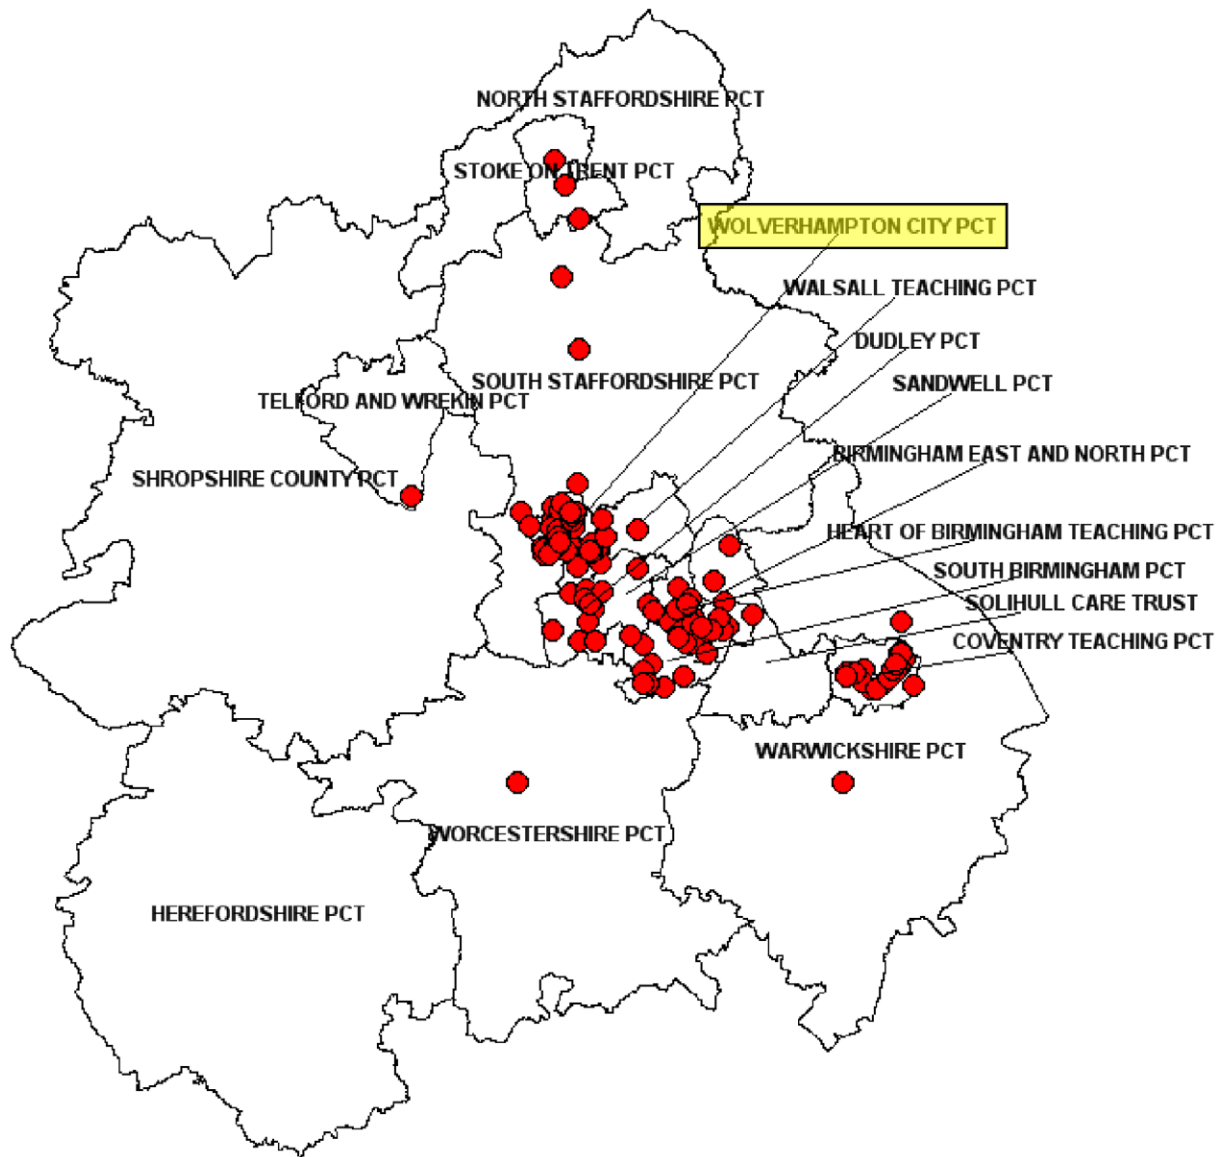 NORTH STAFFORDSHIRE PCT
STOKE ON TRENT PCT
WOLVERHAMPTON CITY PCT
WALSALL TEACHING PCT
DUDLEY PCT
SOUTH STAFFORDSHIRE PCT
SANDWELL PCT
TELFORD AND WREKIN PCT
BIRMINGHAM EAST AND NORTH PCT
SHROPSHIRE COUNTY PCT
HEART OF BIRMINGHAM TEACHING PCT
SOUTH BIRMINGHAM PCT
SOLIHULL CARE TRUST
COVENTRY TEACHING PCT
WARWICKSHIRE PCT
WORCESTERSHIRE PCT
HEREFORDSHIRE PCT